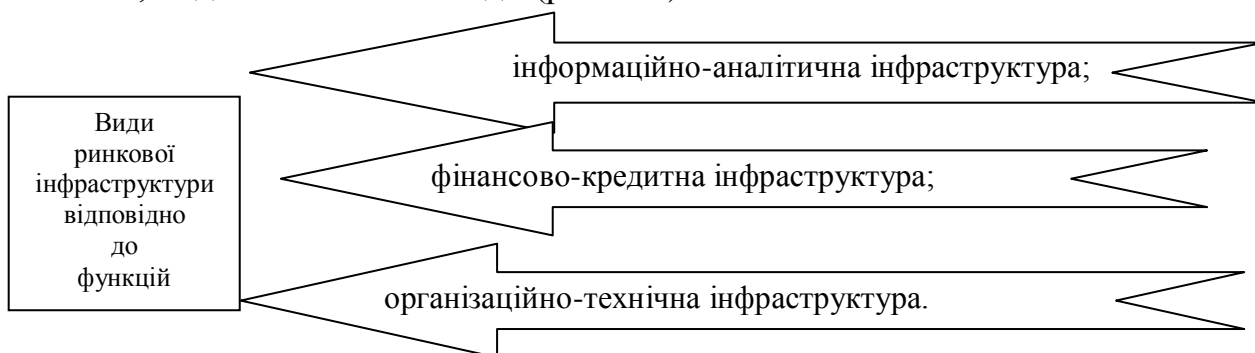 інформаційно-аналітична інфраструктура;
Види
ринкової
інфраструктури
відповідно
до
функцій
фінансово-кредитна інфраструктура;
організаційно-технічна інфраструктура.